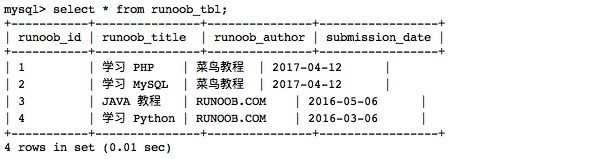 mysql> select * from runoob_tbl;
+-----------+---------------+---------------+-----------------+
| runoob_id | runoob_title  | runoob_author | submission_date |
+-----------+---------------+---------------+-----------------+
| 1         | 学习 PHP    | 菜鸟教程  | 2017-04-12      |
| 2         | 学习 MySQL  | 菜鸟教程  | 2017-04-12      |
| 3         | JAVA 教程   | RUNOOB.COM    | 2016-05-06      |
| 4         | 学习 Python | RUNOOB.COM    | 2016-03-06      |
+-----------+---------------+---------------+-----------------+
4 rows in set (0.01 sec)